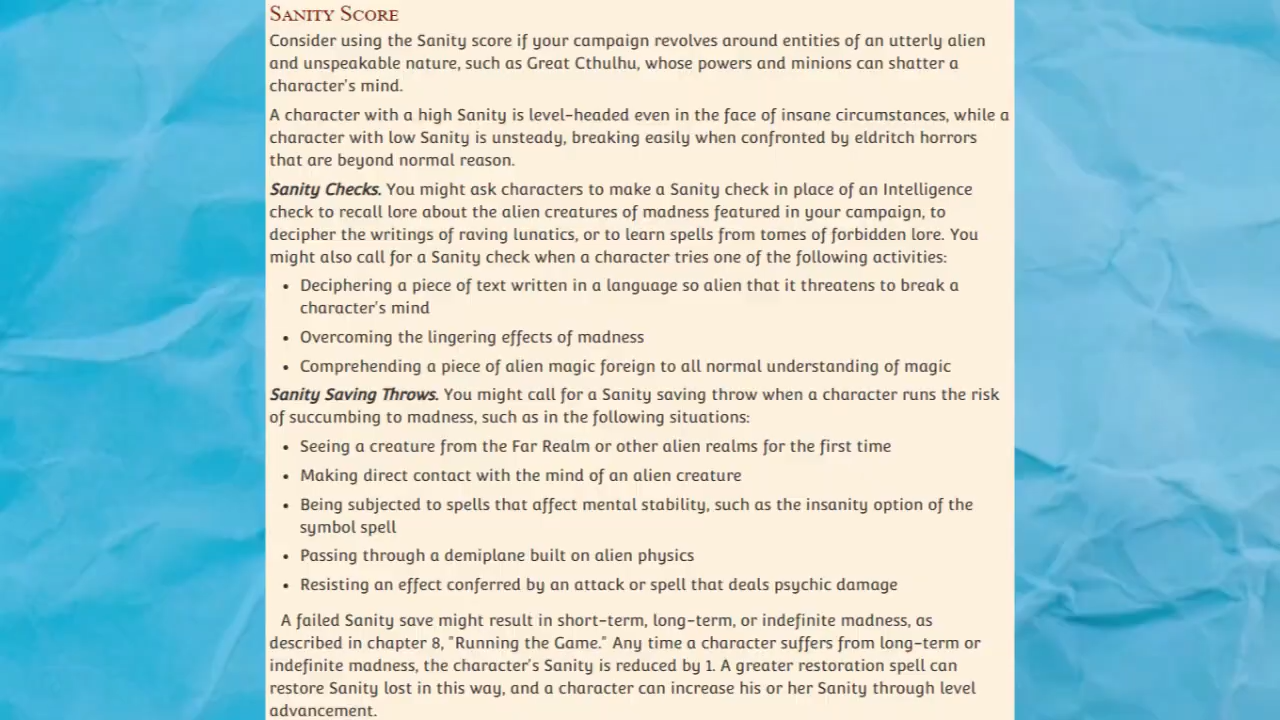 Sanity Score
Consider using the Sanity score if your campaign revolves around entities of an utterly alien
and unspeakable nature, such as Great Cthulhu, whose powers and minions can shatter a
character's mind.
A character with a high Sanity is level-headed even in the face of insane circumstances, while a
character with low Sanity is unsteady, breaking easily when confronted by eldritch horrors
that are beyond normal reason.
Sanity Checks. You might ask characters to make a Sanity check in place of an Intelligence
check to recall lore about the alien creatures of madness featured in your campaign, to
decipher the writings of raving lunatics, or to learn spells from tomes of forbidden lore. You
might also call for a Sanity check when a character tries one of the following activities:
• Deciphering a piece of text written in a language so alien that it threatens to break a
character's mind
• Overcoming the lingering effects of madness
• Comprehending a piece of alien magic foreign to all normal understanding of magic
Sanity Saving Throws. You might call for a Sanity saving throw when a character runs the risk
of succumbing to madness, such as in the following situations:
• Seeing a creature from the Far Realm or other alien realms for the first time
• Making direct contact with the mind of an alien creature
• Being subjected to spells that affect mental stability, such as the insanity option of the
symbol spell
• Passing through a demiplane built on alien physics
• Resisting an effect conferred by an attack or spell that deals psychic damage
A failed Sanity save might result in short-term, long-term, or indefinite madness, as
described in chapter 8, "Running the Game." Any time a character suffers from long-term or
indefinite madness, the character's Sanity is reduced by 1. A greater restoration spell can
restore Sanity lost in this way, and a character can increase his or her Sanity through level
advancement.